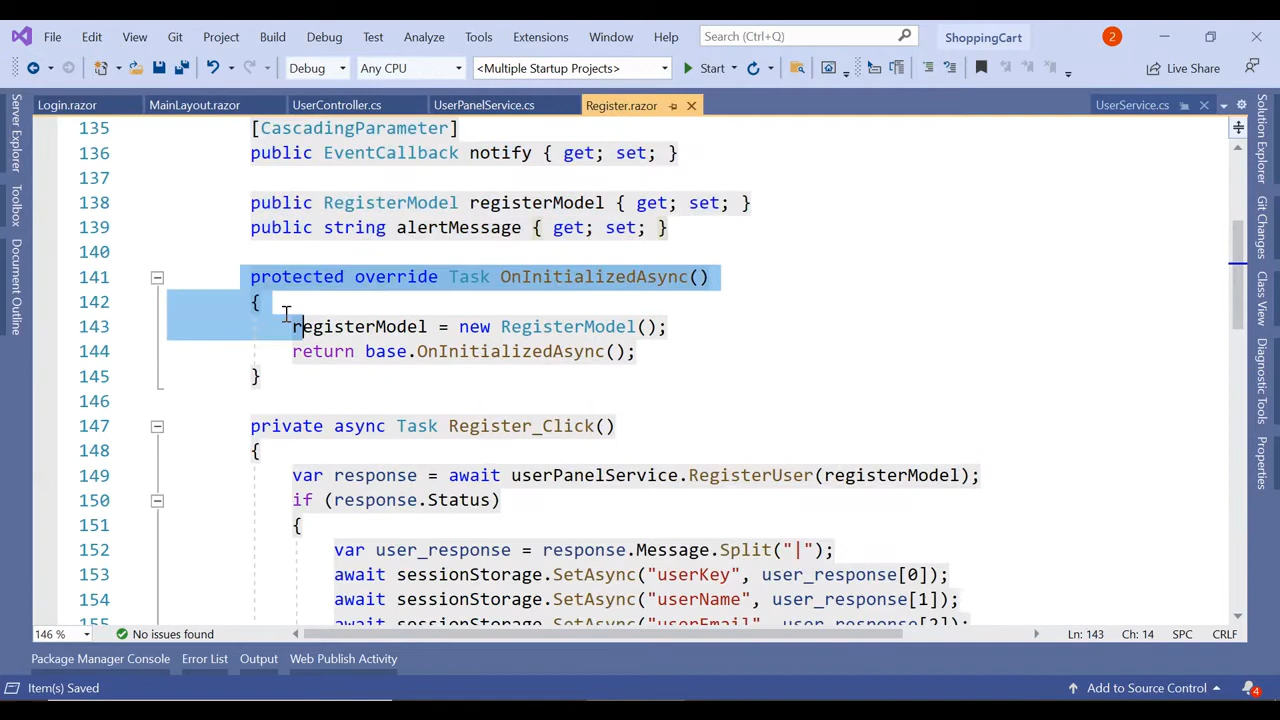 File Edit View Git Project Build Debug Test Analyze Tools Extensions Window Help Search (Ctrl+Q) ShoppingCart 2
Debug Any CPU <Multiple Startup Projects> Start Live Share
Login.razor MainLayout.razor UserController.cs UserPanelService.cs Register.razor UserService.cs
Server Explorer
Toolbox
Document Outline
135 [CascadingParameter]
136 public EventCallback notify { get; set; }
137
138 public RegisterModel registerModel { get; set; }
139 public string alertMessage { get; set; }
140
141 protected override Task OnInitializedAsync()
142 {
143 registerModel = new RegisterModel();
144 return base.OnInitializedAsync();
145 }
146
147 private async Task Register_Click()
148 {
149 var response = await userPanelService.RegisterUser(registerModel);
150 if (response.Status)
151 {
152 var user_response = response.Message.Split("|");
153 await sessionStorage.SetAsync("userKey", user_response[0]);
154 await sessionStorage.SetAsync("userName", user_response[1]);
155 await sessionStorage.SetAsync("userEmail", user_response[2]);
Solution Explorer
Git Changes
Class View
Diagnostic Tools
Properties
146 % No issues found Ln: 143 Ch: 14 SPC CRLF
Package Manager Console Error List Output Web Publish Activity
Item(s) Saved Add to Source Control 4